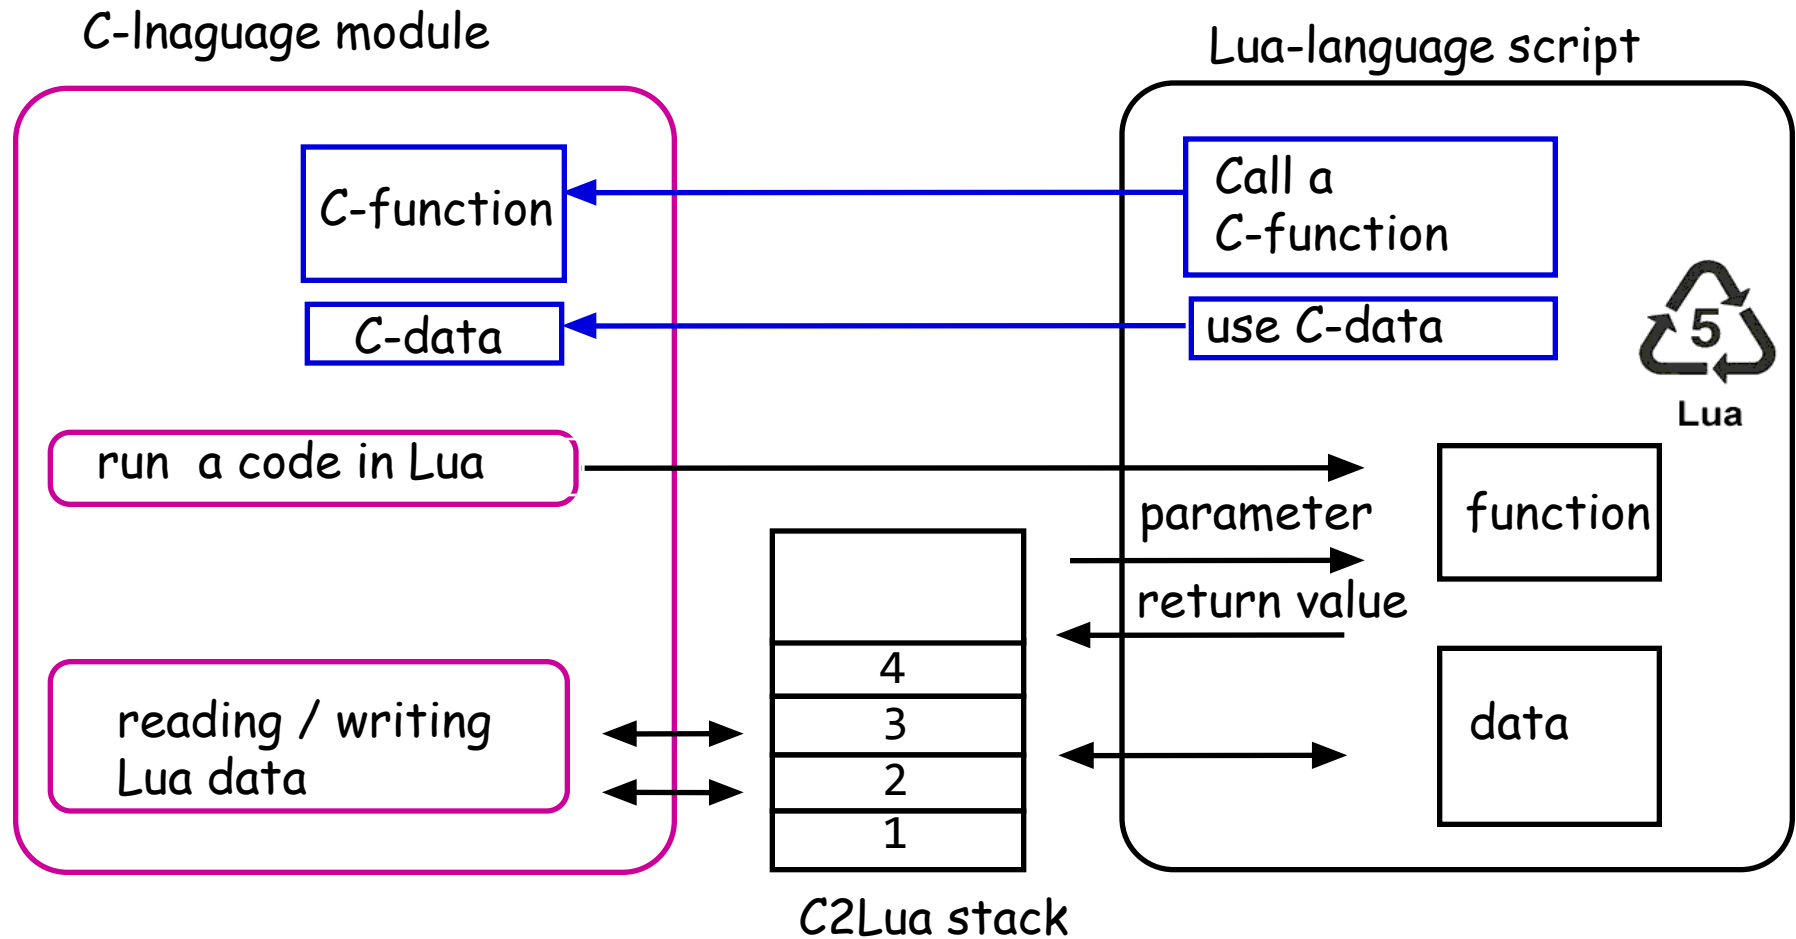 C-lnaguage module
Lua-language script
C-function
Call a
C-function
C-data
use C-data
5
Lua
run a code in Lua
parameter
function
return value
4
3
2
1
reading / writing
Lua data
data
C2Lua stack